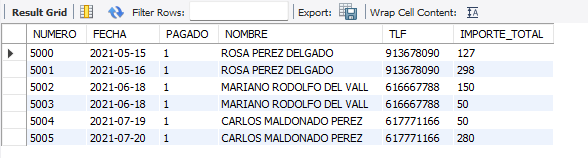 Result Grid Filter Rows: Export: Wrap Cell Content:
NUMERO FECHA PAGADO NOMBRE TLF IMPORTE_TOTAL
5000 2021-05-15 1 ROSA PEREZ DELGADO 913678090 127
5001 2021-05-16 1 ROSA PEREZ DELGADO 913678090 298
5002 2021-06-18 1 MARIANO RODOLFO DEL VALL 616667788 150
5003 2021-06-18 1 MARIANO RODOLFO DEL VALL 616667788 50
5004 2021-07-19 1 CARLOS MALDONADO PEREZ 617771166 50
5005 2021-07-20 1 CARLOS MALDONADO PEREZ 617771166 280